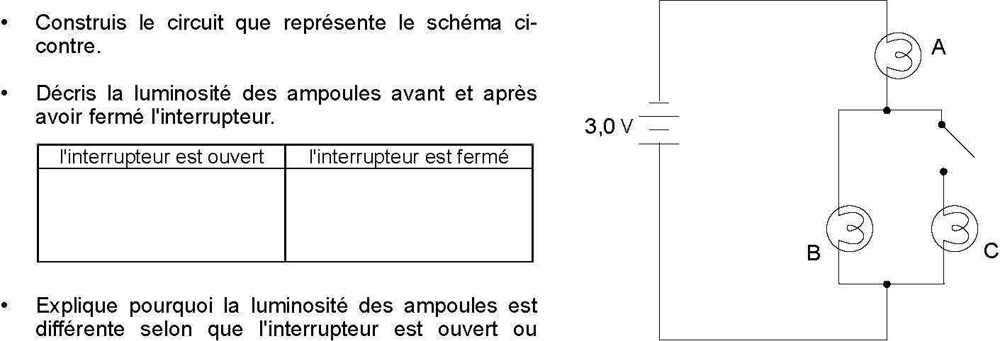 • Construis le circuit que représente le schéma ci-
contre.
• Décris la luminosité des ampoules avant et après
avoir fermé l'interrupteur.
l'interrupteur est ouvert
l'interrupteur est fermé
• Explique pourquoi la luminosité des ampoules est
différente selon que l'interrupteur est ouvert ou
3,0 V
A
B
C